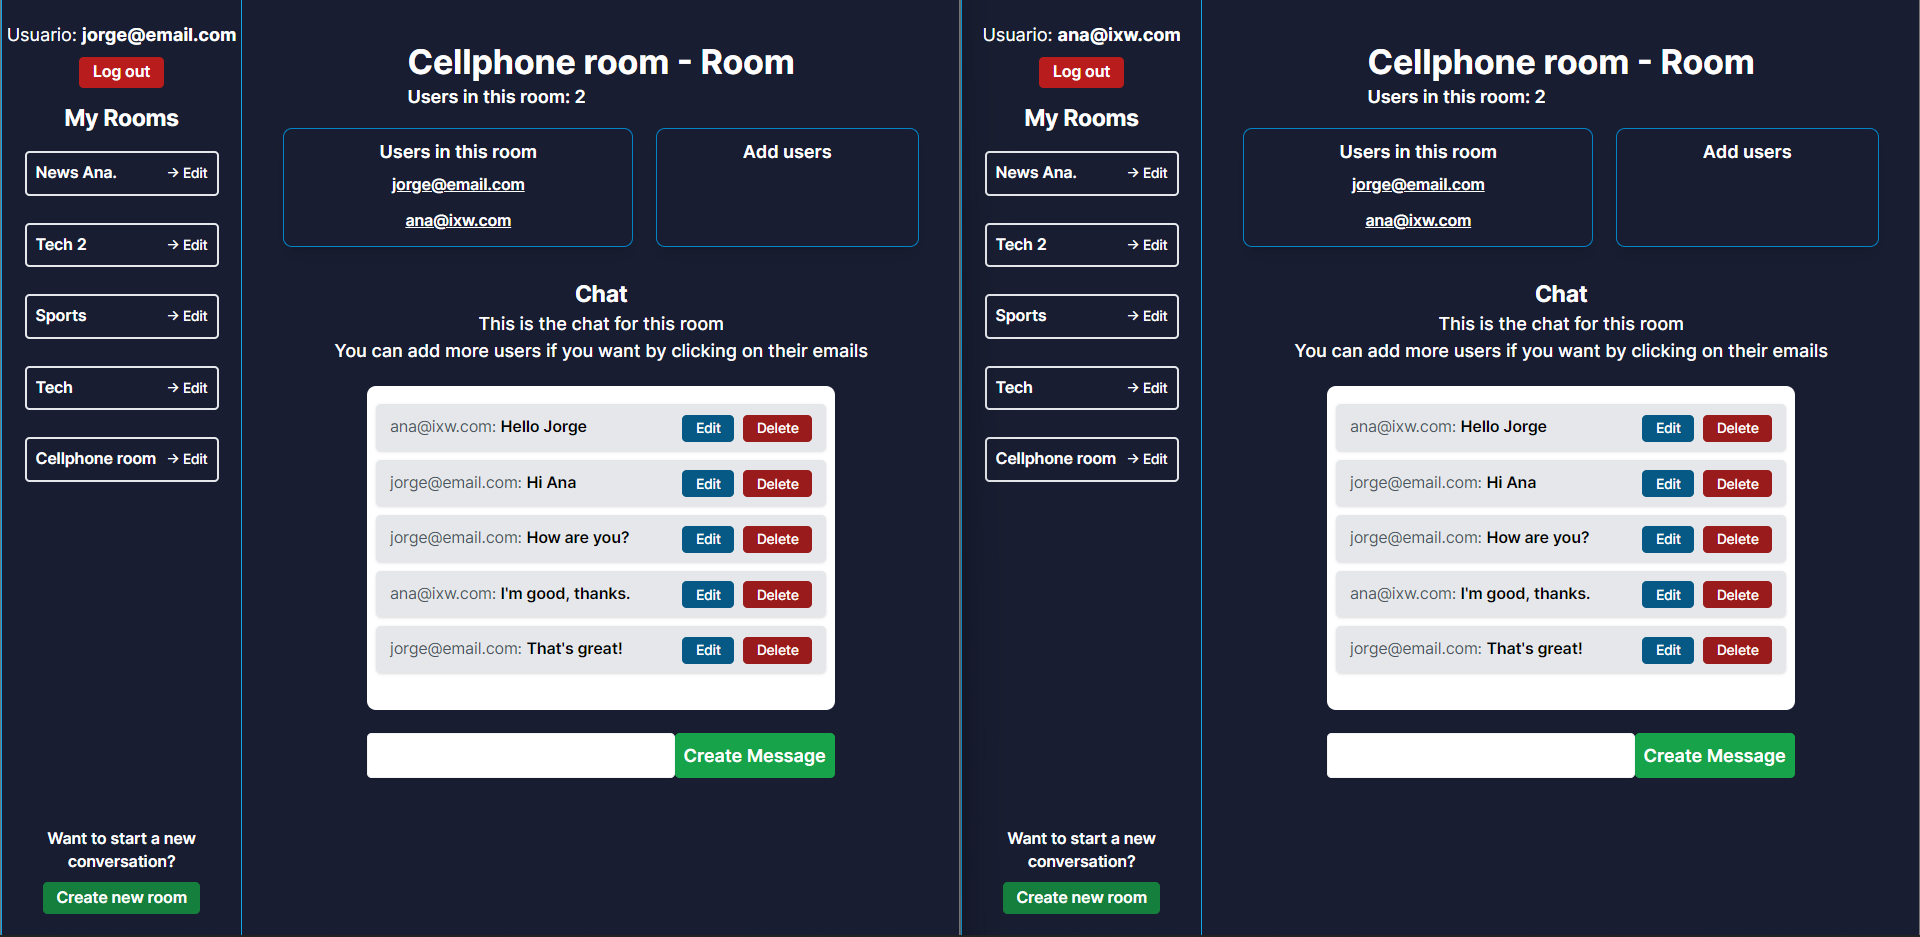 Usuario: jorge@email.com
Log out
My Rooms
News Ana. → Edit
Tech 2 → Edit
Sports → Edit
Tech → Edit
Cellphone room → Edit
Want to start a new
conversation?
Create new room
Cellphone room - Room
Users in this room: 2
Users in this room
jorge@email.com
ana@ixw.com
Add users
Chat
This is the chat for this room
You can add more users if you want by clicking on their emails
ana@ixw.com: Hello Jorge Edit Delete
jorge@email.com: Hi Ana Edit Delete
jorge@email.com: How are you? Edit Delete
ana@ixw.com: I'm good, thanks. Edit Delete
jorge@email.com: That's great! Edit Delete
Create Message
Usuario: ana@ixw.com
Log out
My Rooms
News Ana. → Edit
Tech 2 → Edit
Sports → Edit
Tech → Edit
Cellphone room → Edit
Want to start a new
conversation?
Create new room
Cellphone room - Room
Users in this room: 2
Users in this room
jorge@email.com
ana@ixw.com
Add users
Chat
This is the chat for this room
You can add more users if you want by clicking on their emails
ana@ixw.com: Hello Jorge Edit Delete
jorge@email.com: Hi Ana Edit Delete
jorge@email.com: How are you? Edit Delete
ana@ixw.com: I'm good, thanks. Edit Delete
jorge@email.com: That's great! Edit Delete
Create Message